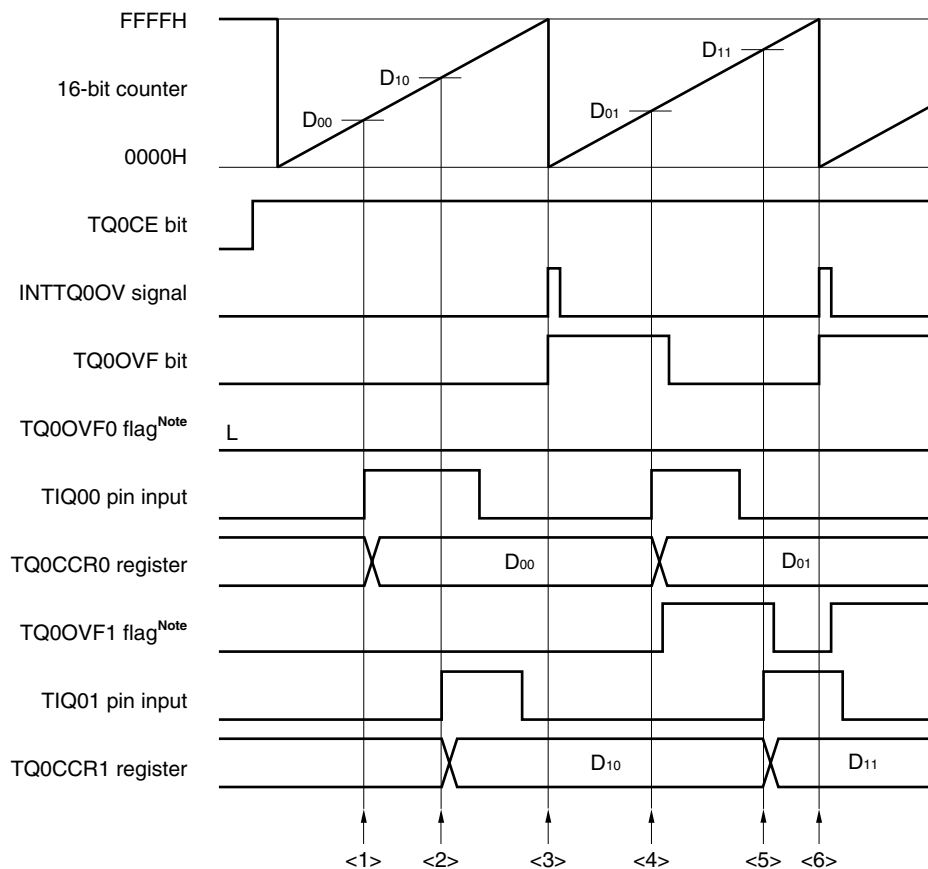 FFFFH
D11
D10
16-bit counter
D01
D00
0000H
TQ0CE bit
INTTQ0OV signal
TQ0OVF bit
TQ0OVF0 flagNote
L
TIQ00 pin input
TQ0CCR0 register
D00
D01
TQ0OVF1 flagNote
TIQ01 pin input
TQ0CCR1 register
D10
D11
<1> <2> <3> <4> <5> <6>